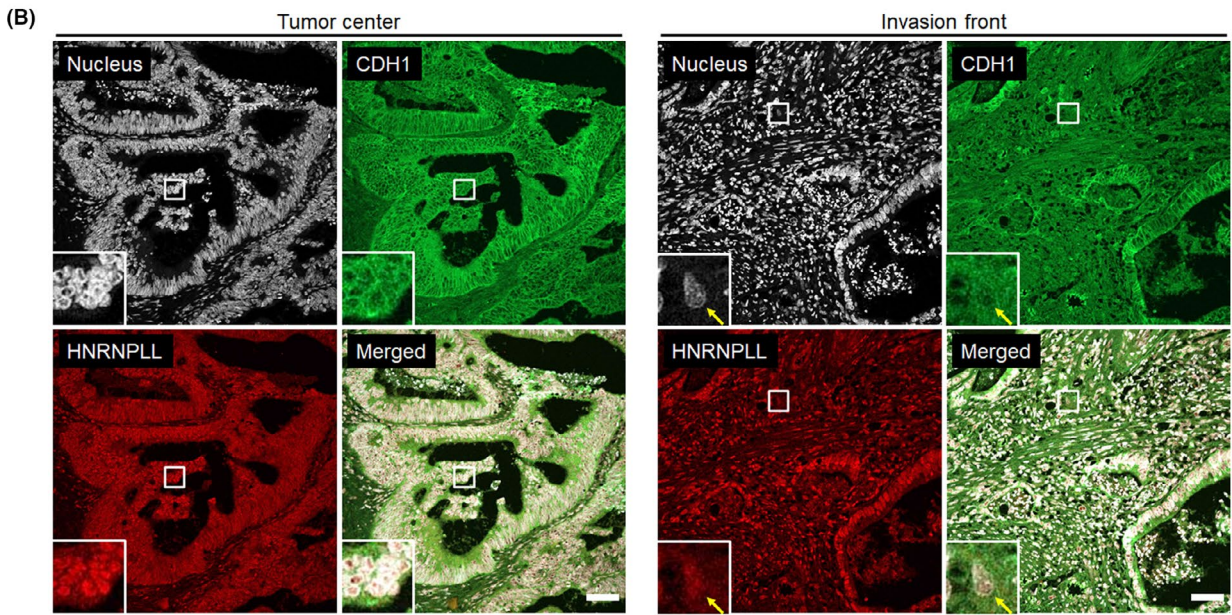 (B)
Tumor center
Invasion front
Nucleus
CDH1
Nucleus
CDH1
HNRNPLL
Merged
HNRNPLL
Merged